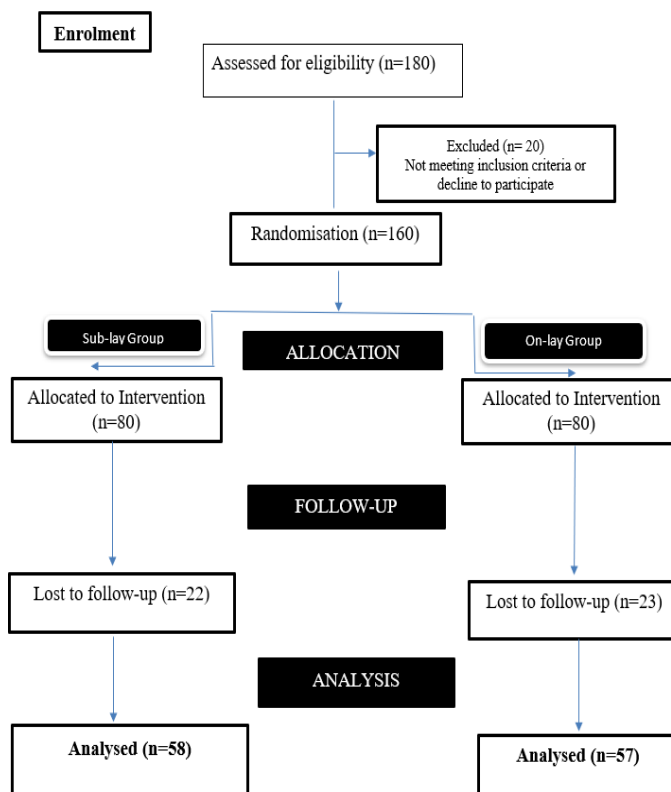 Enrolment
Assessed for eligibility (n=180)
Excluded (n= 20)
Not meeting inclusion criteria or
decline to participate
Randomisation (n=160)
Sub-lay Group
ALLOCATION
On-lay Group
Allocated to Intervention
(n=80)
Allocated to Intervention
(n=80)
FOLLOW-UP
Lost to follow-up (n=22)
Lost to follow-up (n=23)
ANALYSIS
Analysed (n=58)
Analysed (n=57)